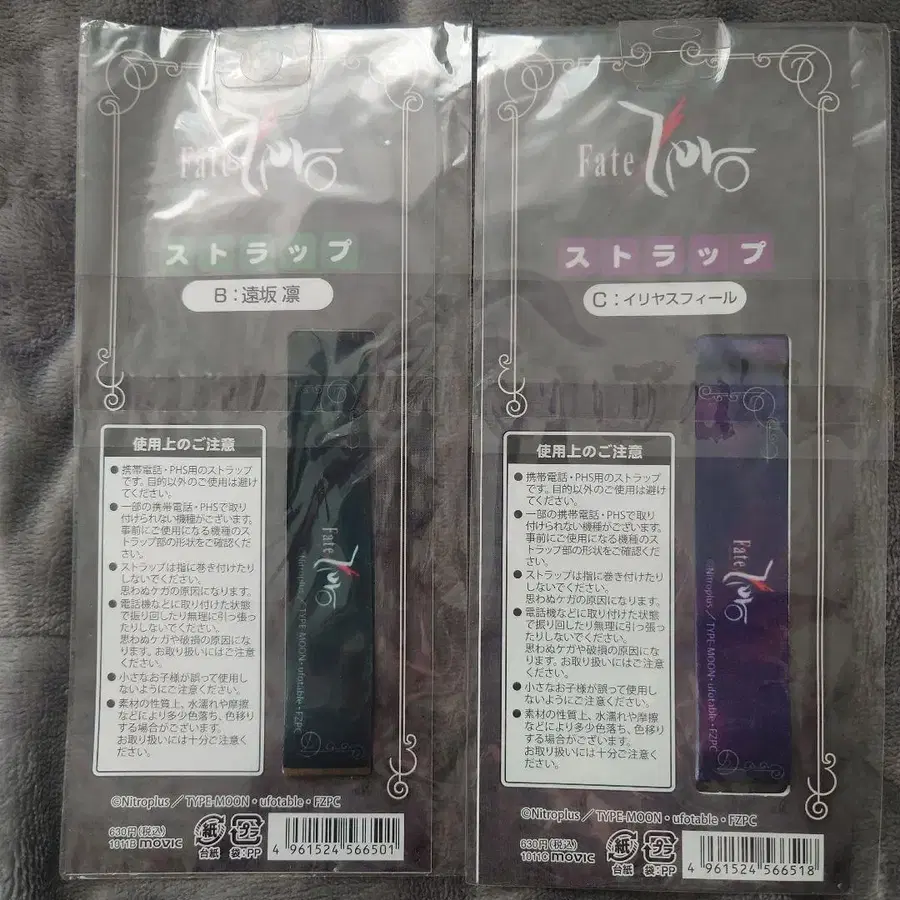 Fate Zero
ストラップ
B：遠坂 凛
使用上のご注意
●携帯電話・PHS用のストラップ
です。目的以外のご使用は避け
てください。
●一部の携帯電話・PHSで取り
付けられない機種がございます。
事前にご使用になる機種のス
トラップ部の形状をご確認くだ
さい。
●ストラップは指に巻き付けたり
しないでください。
思わぬケガの原因になります。
●電話機などに取り付けた状態
で振り回したり無理に引っ張っ
たりしないでください。
思わぬケガや破損の原因にな
ります。お取り扱いにはご注意
ください。
●小さなお子様が誤って使用し
ないようにご注意ください。
●素材の性質上、水濡れや摩擦
などにより多少色落ち、色移り
する場合がございます。
お取り扱いには十分ご注意く
ださい。
Fate Zero
©Nitroplus／TYPE-MOON・ufotable・FZPC
©Nitroplus／TYPE-MOON・ufotable・FZPC
630円(税込)
1011B movic
紙
台紙
プラ
袋:PP
4 961524 566501
Fate Zero
ストラップ
C：イリヤスフィール
使用上のご注意
●携帯電話・PHS用のストラップ
です。目的以外のご使用は避け
てください。
●一部の携帯電話・PHSで取り
付けられない機種がございます。
事前にご使用になる機種のス
トラップ部の形状をご確認くだ
さい。
●ストラップは指に巻き付けたり
しないでください。
思わぬケガの原因になります。
●電話機などに取り付けた状態
で振り回したり無理に引っ張っ
たりしないでください。
思わぬケガや破損の原因にな
ります。お取り扱いにはご注意
ください。
●小さなお子様が誤って使用し
ないようにご注意ください。
●素材の性質上、水濡れや摩擦
などにより多少色落ち、色移り
する場合がございます。
お取り扱いには十分ご注意く
ださい。
Fate Zero
©Nitroplus／TYPE-MOON・ufotable・FZPC
©Nitroplus／TYPE-MOON・ufotable・FZPC
630円(税込)
1011C movic
紙
台紙
プラ
袋:PP
4 961524 566518